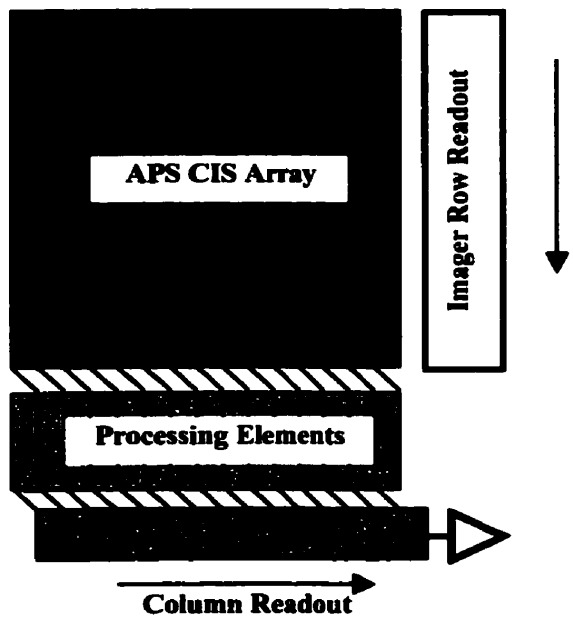 APS CIS Array
Imager Row Readout
Processing Elements
Column Readout